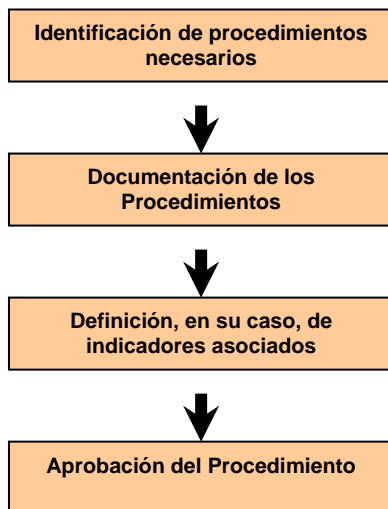 Identificación de procedimientos
necesarios
Documentación de los
Procedimientos
Definición, en su caso, de
indicadores asociados
Aprobación del Procedimiento